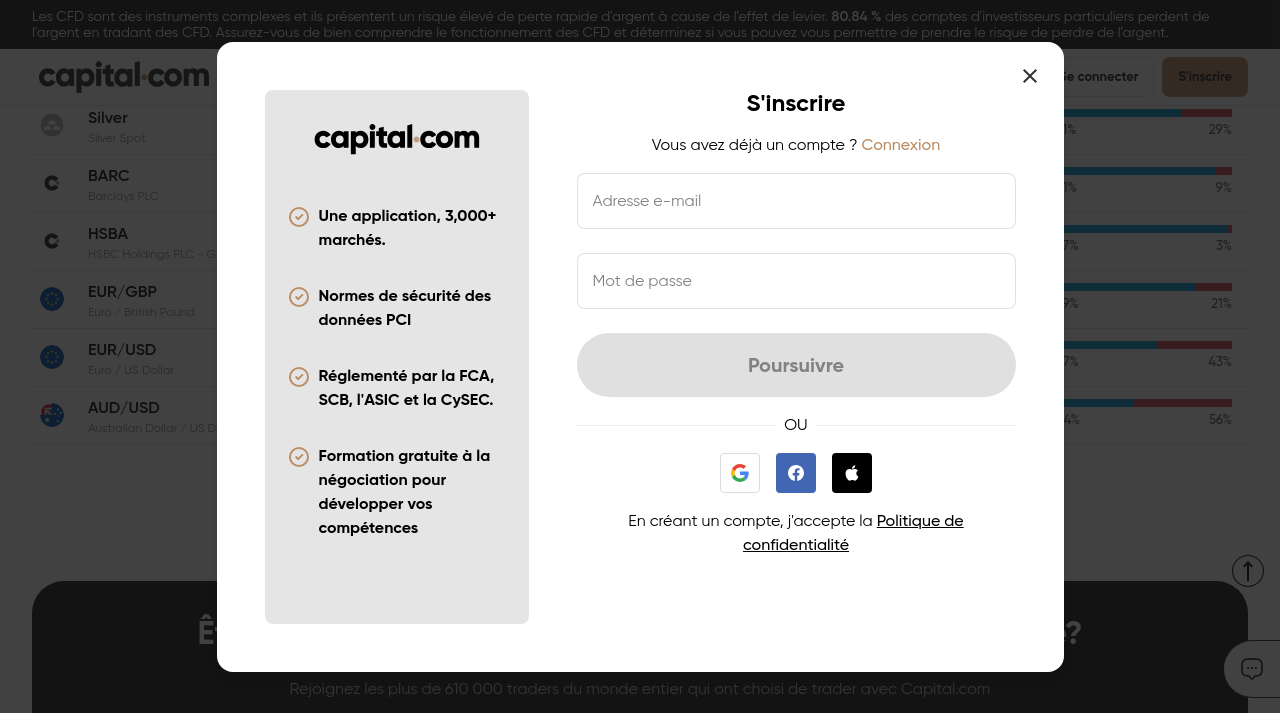 Les CFD sont des instruments complexes et ils présentent un risque élevé de perte rapide d'argent à cause de l'effet de levier. 80.84 % des comptes d'investisseurs particuliers perdent de
l'argent en tradant des CFD. Assurez-vous de bien comprendre le fonctionnement des CFD et déterminez si vous pouvez vous permettre de prendre le risque de perdre de l'argent.
capital.com
Se connecter
S'inscrire
Silver
Silver Spot
29%
BARC
Barclays PLC
9%
HSBA
HSBC Holdings PLC -
3%
EUR/GBP
Euro / British Pound
21%
EUR/USD
Euro / US Dollar
43%
AUD/USD
Australian Dollar / US
56%
capital.com
Une application, 3,000+
marchés.
Normes de sécurité des
données PCI
Réglementé par la FCA,
SCB, l'ASIC et la CySEC.
Formation gratuite à la
négociation pour
développer vos
compétences
S'inscrire
Vous avez déjà un compte ? Connexion
Adresse e-mail
Mot de passe
Poursuivre
OU
En créant un compte, j'accepte la Politique de
confidentialité
Rejoignez les plus de 610 000 traders du monde entier qui ont choisi de trader avec Capital.com